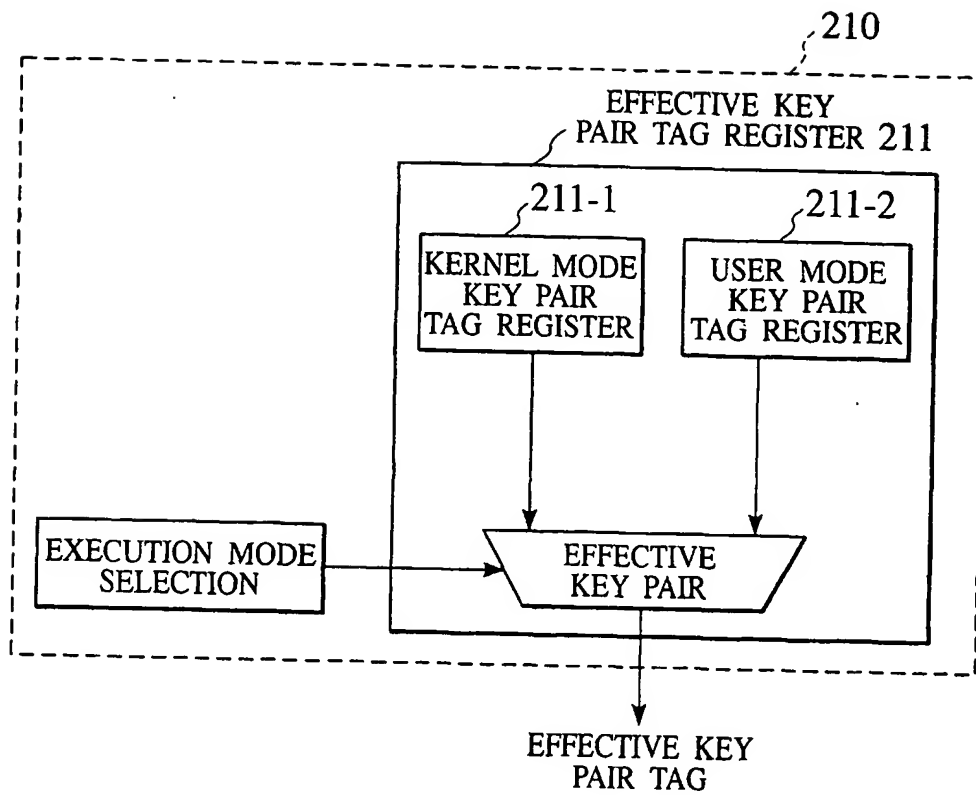 210
EFFECTIVE KEY
PAIR TAG REGISTER 211
211-1
211-2
KERNEL MODE
KEY PAIR
TAG REGISTER
USER MODE
KEY PAIR
TAG REGISTER
EXECUTION MODE
SELECTION
EFFECTIVE
KEY PAIR
EFFECTIVE KEY
PAIR TAG